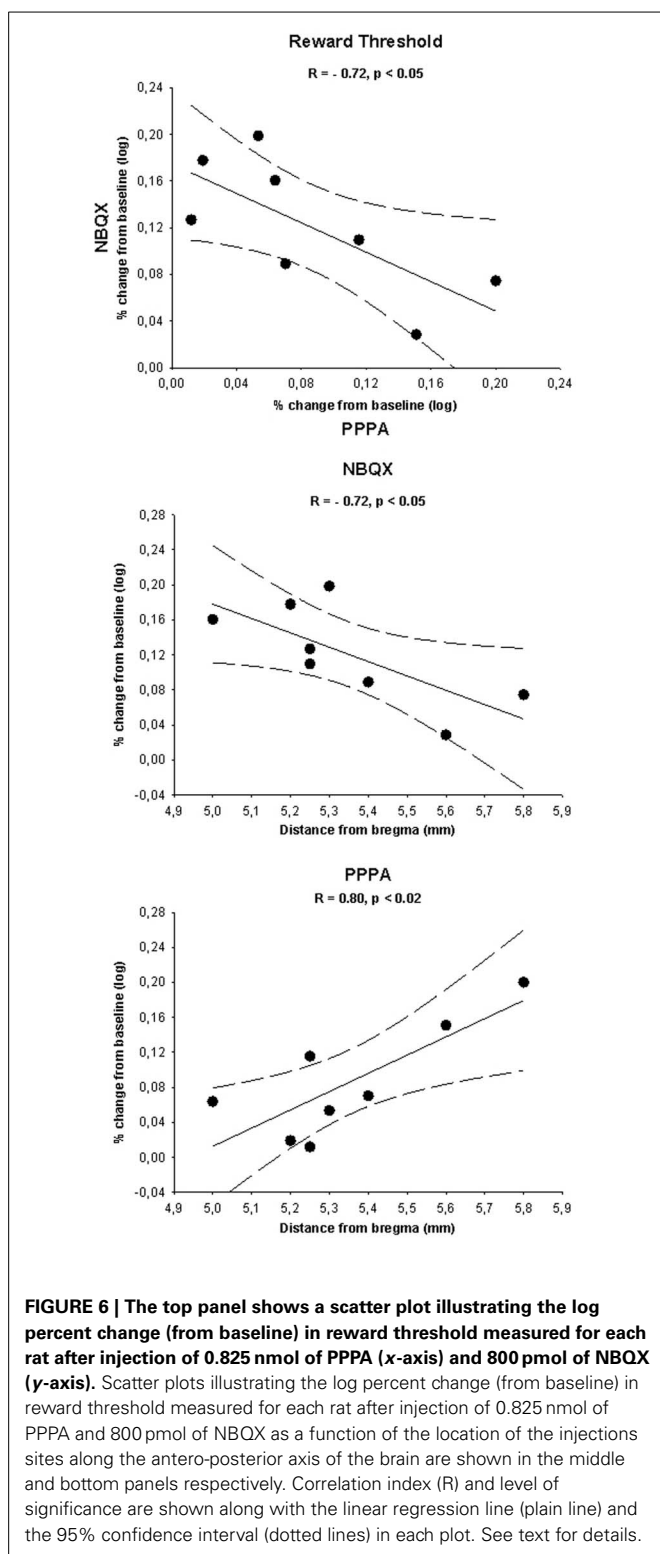 Reward Threshold
R = - 0.72, p < 0.05
0,24
0,20
0,16
0,12
0,08
0,04
0,00
NBQX
% change from baseline (log)
0,00 0,04 0,08 0,12 0,16 0,20 0,24
% change from baseline (log)
PPPA
NBQX
R = - 0.72, p < 0.05
0,28
0,24
0,20
0,16
0,12
0,08
0,04
0,00
-0,04
% change from baseline (log)
4,9 5,0 5,1 5,2 5,3 5,4 5,5 5,6 5,7 5,8 5,9
Distance from bregma (mm)
PPPA
R = 0.80, p < 0.02
0,28
0,24
0,20
0,16
0,12
0,08
0,04
0,00
-0,04
% change from baseline (log)
4,9 5,0 5,1 5,2 5,3 5,4 5,5 5,6 5,7 5,8 5,9
Distance from bregma (mm)
FIGURE 6 | The top panel shows a scatter plot illustrating the log
percent change (from baseline) in reward threshold measured for each
rat after injection of 0.825 nmol of PPPA (x-axis) and 800 pmol of NBQX
(y-axis). Scatter plots illustrating the log percent change (from baseline) in
reward threshold measured for each rat after injection of 0.825 nmol of
PPPA and 800 pmol of NBQX as a function of the location of the injections
sites along the antero-posterior axis of the brain are shown in the middle
and bottom panels respectively. Correlation index (R) and level of
significance are shown along with the linear regression line (plain line) and
the 95% confidence interval (dotted lines) in each plot. See text for details.